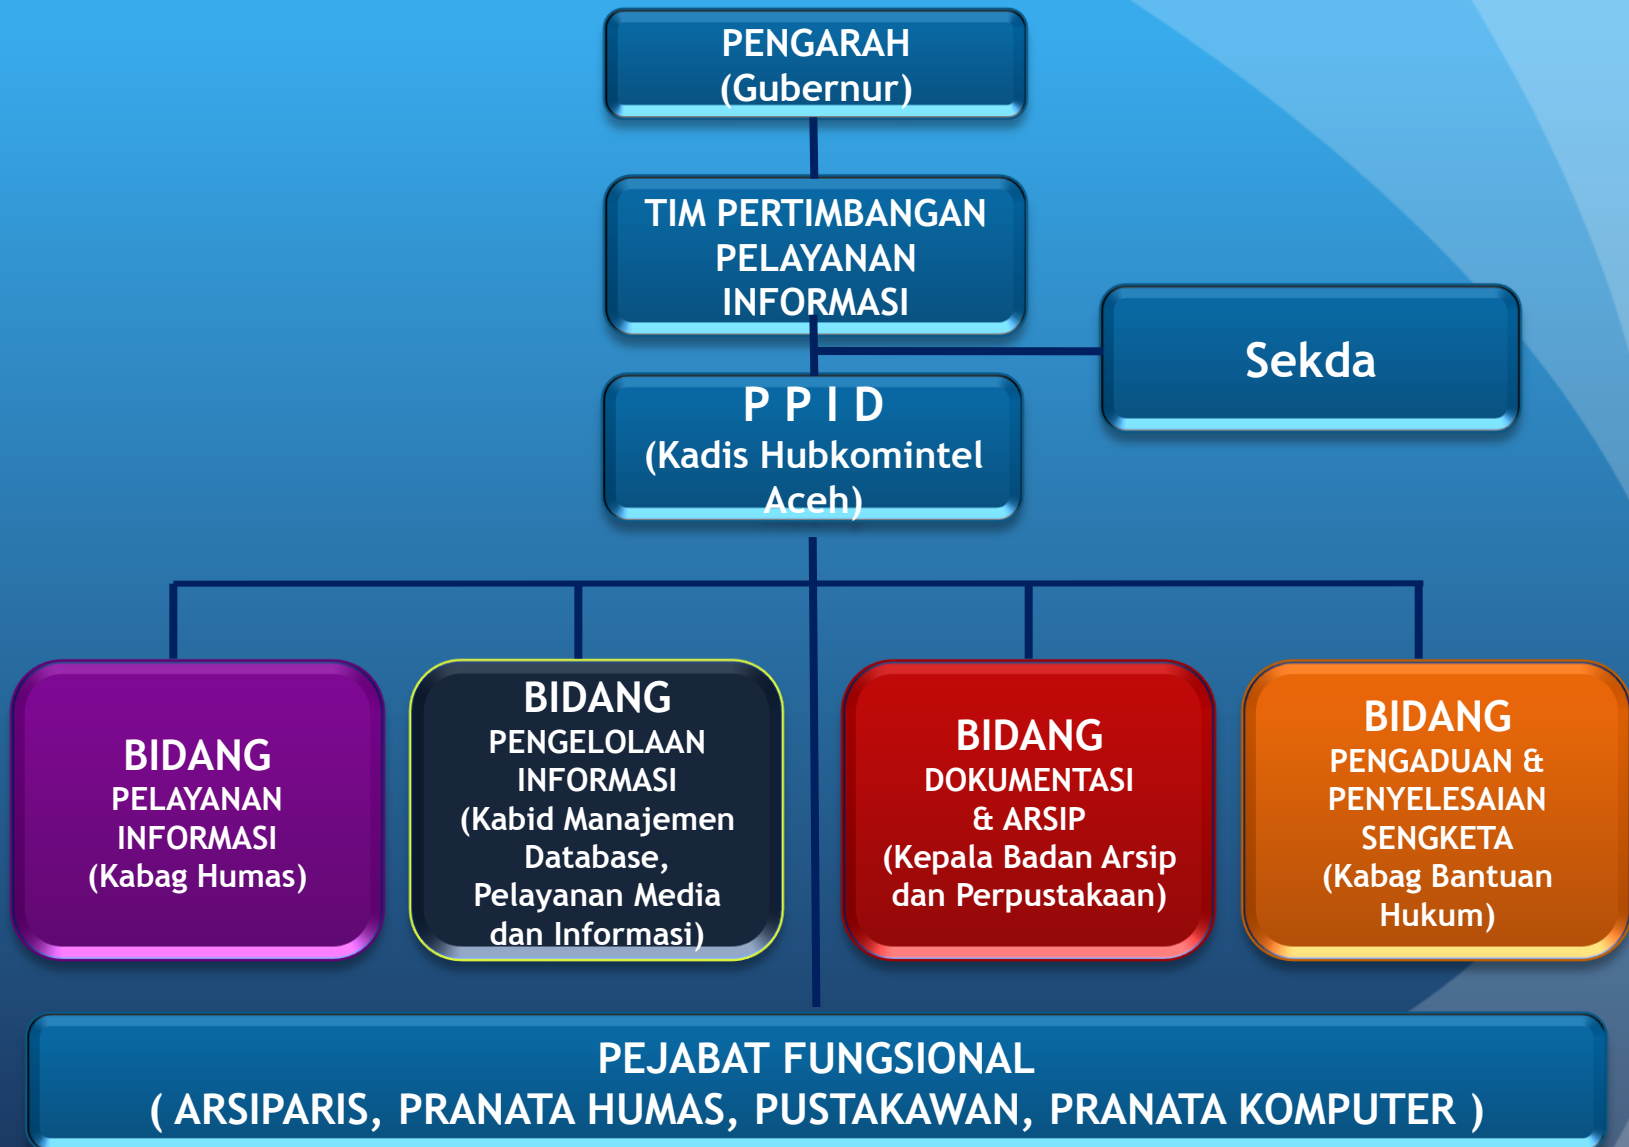 PENGARAH
(Gubernur)
TIM PERTIMBANGAN
PELAYANAN
INFORMASI
Sekda
P P I D
(Kadis Hubkomintel
Aceh)
BIDANG
PELAYANAN
INFORMASI
(Kabag Humas)
BIDANG
PENGELOLAAN
INFORMASI
(Kabid Manajemen
Database,
Pelayanan Media
dan Informasi)
BIDANG
DOKUMENTASI
& ARSIP
(Kepala Badan Arsip
dan Perpustakaan)
BIDANG
PENGADUAN &
PENYELESAIAN
SENGKETA
(Kabag Bantuan
Hukum)
PEJABAT FUNGSIONAL
( ARSIPARIS, PRANATA HUMAS, PUSTAKAWAN, PRANATA KOMPUTER )